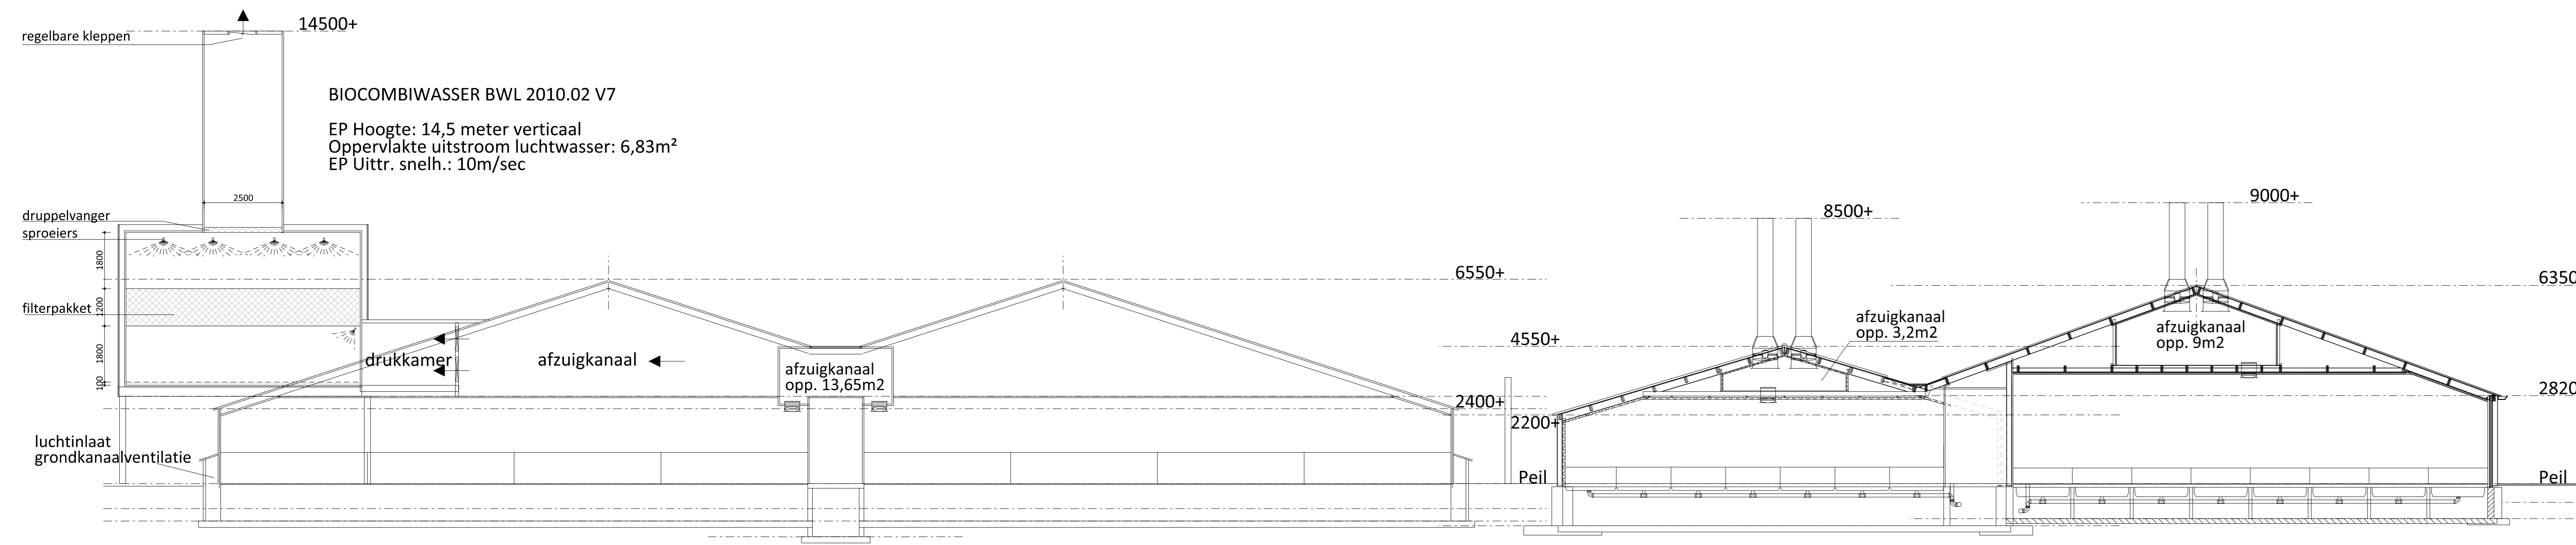 14500+
regelbare kleppen
BIOCOMBIWASSER BWL 2010.02 V7
EP Hoogte: 14,5 meter verticaal
Oppervlakte uitstroom luchtwasser: 6,83m²
EP Uittr. snelh.: 10m/sec
2500
druppelvanger
sproeiers
1800
filterpakket
1200
1800
100
drukkamer
afzuigkanaal
afzuigkanaal
opp. 13,65m2
luchtinlaat
grondkanaalventilatie
6550+
4550+
2400+
2200+
Peil
8500+
afzuigkanaal
opp. 3,2m2
9000+
afzuigkanaal
opp. 9m2
6350
2820
Peil